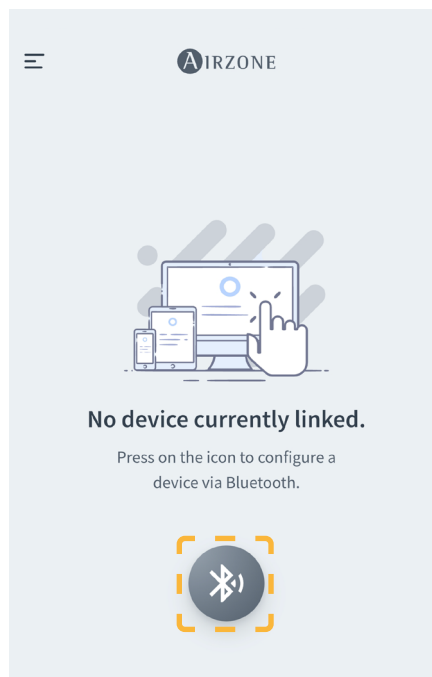 AIRZONE
No device currently linked.
Press on the icon to configure a
device via Bluetooth.